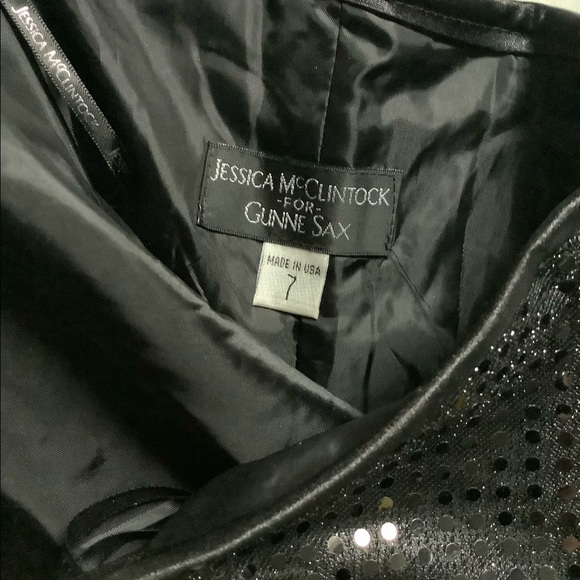 JESSICA MCCLINTOCK
JESSICA MCCLINTOCK
-FOR-
GUNNE SAX
MADE IN USA
7